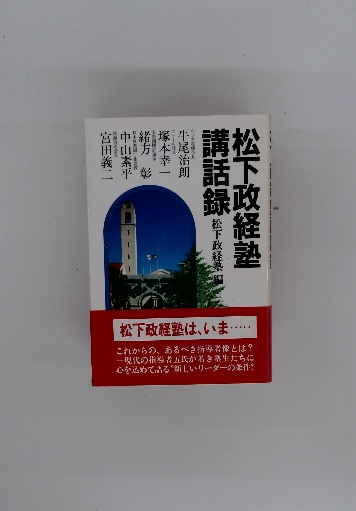 松下政経塾
講話録
松下政経塾 編
牛尾治朗
塚本幸一
緒方 彰
中山素平
宮田義二
松下政経塾は、いま……
これからの、あるべき指導者像とは?
―現代の指導者五氏が若き塾生たちに
心を込めて語る“新しいリーダーの条件”